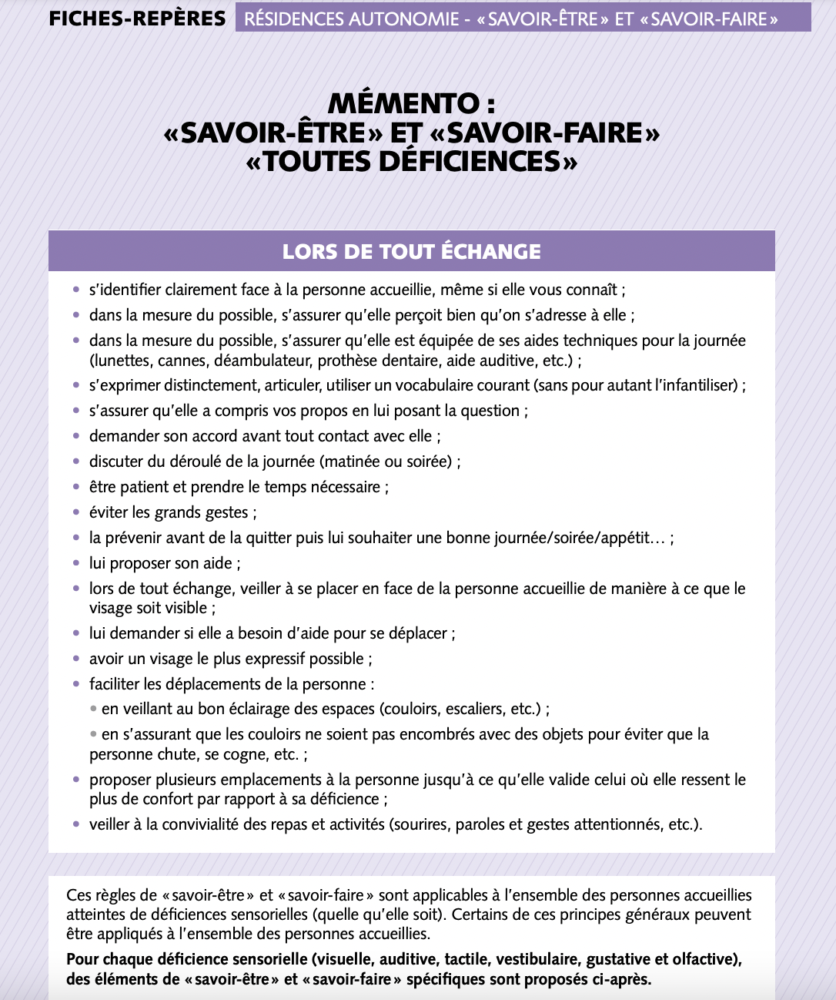 FICHES-REPÈRES RÉSIDENCES AUTONOMIE - «SAVOIR-ÊTRE» ET «SAVOIR-FAIRE»
MÉMENTO :
«SAVOIR-ÊTRE» ET «SAVOIR-FAIRE»
«TOUTES DÉFICIENCES»
LORS DE TOUT ÉCHANGE
• s’identifier clairement face à la personne accueillie, même si elle vous connaît ;
• dans la mesure du possible, s’assurer qu’elle perçoit bien qu’on s’adresse à elle ;
• dans la mesure du possible, s’assurer qu’elle est équipée de ses aides techniques pour la journée
(lunettes, cannes, déambulateur, prothèse dentaire, aide auditive, etc.) ;
• s’exprimer distinctement, articuler, utiliser un vocabulaire courant (sans pour autant l’infantiliser) ;
• s’assurer qu’elle a compris vos propos en lui posant la question ;
• demander son accord avant tout contact avec elle ;
• discuter du déroulé de la journée (matinée ou soirée) ;
• être patient et prendre le temps nécessaire ;
• éviter les grands gestes ;
• la prévenir avant de la quitter puis lui souhaiter une bonne journée/soirée/appétit… ;
• lui proposer son aide ;
• lors de tout échange, veiller à se placer en face de la personne accueillie de manière à ce que le
visage soit visible ;
• lui demander si elle a besoin d’aide pour se déplacer ;
• avoir un visage le plus expressif possible ;
• faciliter les déplacements de la personne :
• en veillant au bon éclairage des espaces (couloirs, escaliers, etc.) ;
• en s’assurant que les couloirs ne soient pas encombrés avec des objets pour éviter que la
personne chute, se cogne, etc. ;
• proposer plusieurs emplacements à la personne jusqu’à ce qu’elle valide celui où elle ressent le
plus de confort par rapport à sa déficience ;
• veiller à la convivialité des repas et activités (sourires, paroles et gestes attentionnés, etc.).
Ces règles de «savoir-être» et «savoir-faire» sont applicables à l’ensemble des personnes accueillies
atteintes de déficiences sensorielles (quelle qu’elle soit). Certains de ces principes généraux peuvent
être appliqués à l’ensemble des personnes accueillies.
Pour chaque déficience sensorielle (visuelle, auditive, tactile, vestibulaire, gustative et olfactive),
des éléments de «savoir-être» et «savoir-faire» spécifiques sont proposés ci-après.